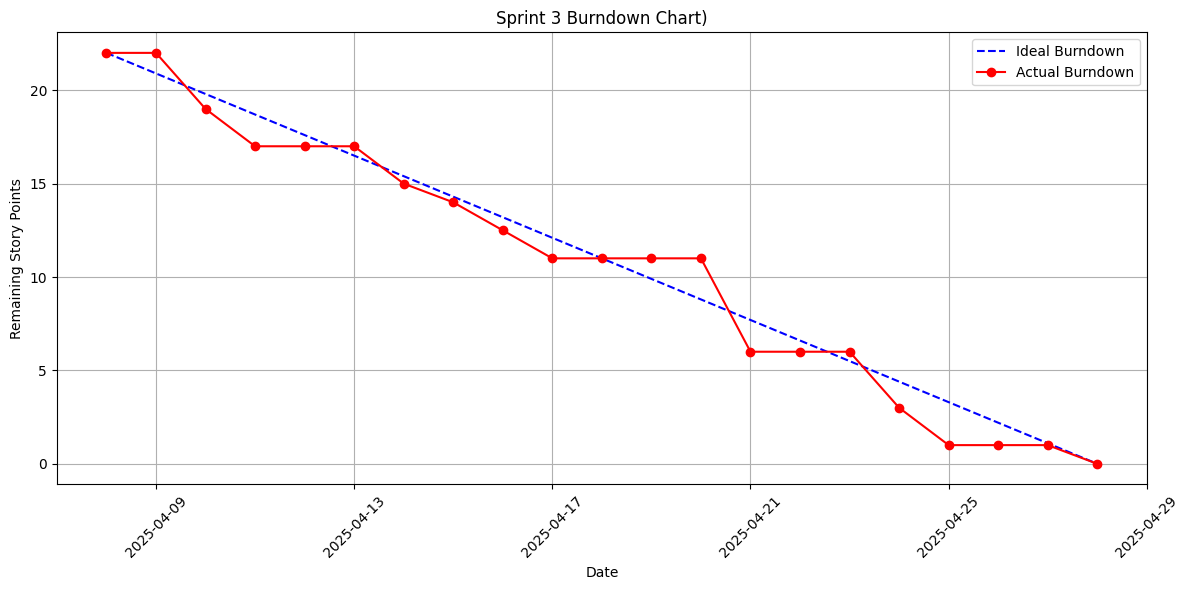 Sprint 3 Burndown Chart)
Ideal Burndown
Actual Burndown
Remaining Story Points
20
15
10
5
0
2025-04-09
2025-04-13
2025-04-17
2025-04-21
2025-04-25
2025-04-29
Date